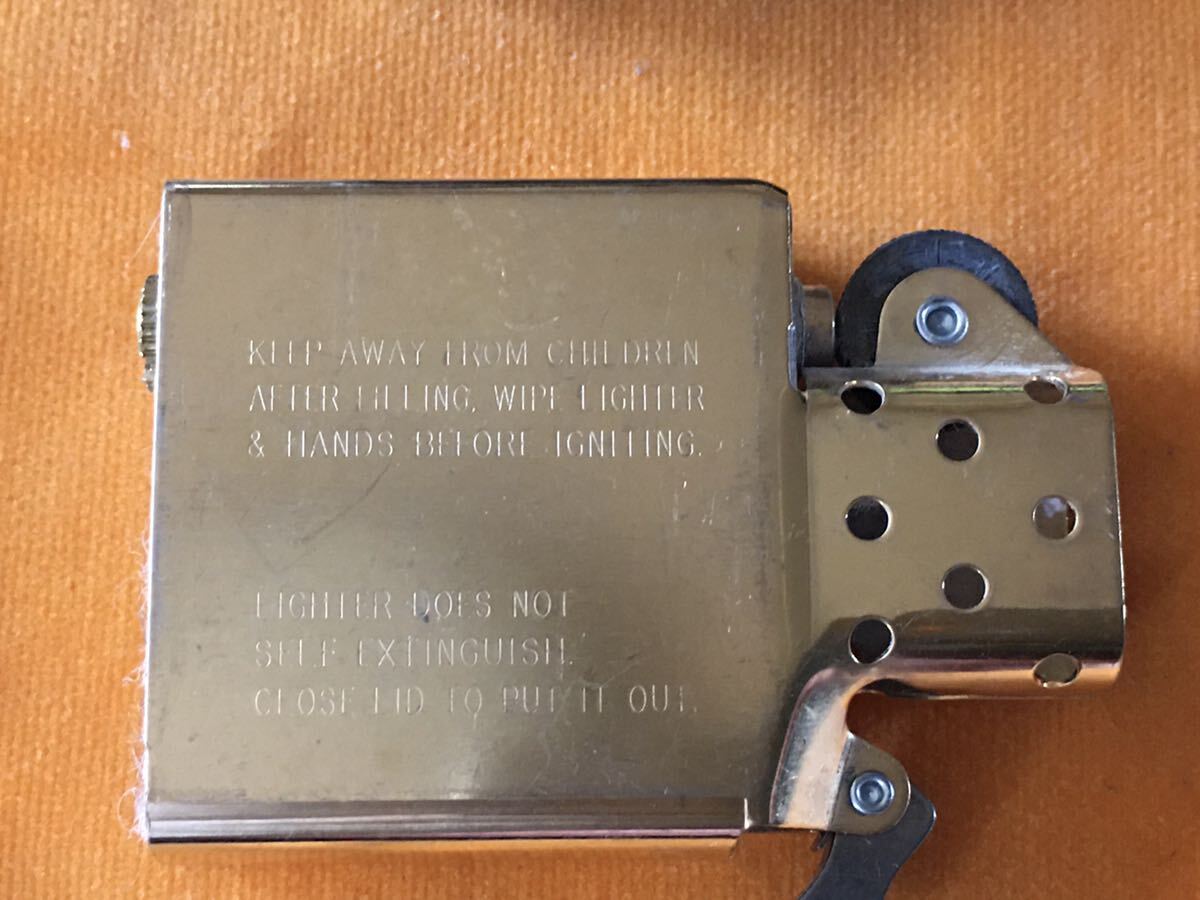 KEEP AWAY FROM CHILDREN
AFTER FILLING, WIPE LIGHTER
& HANDS BEFORE IGNITING.
LIGHTER DOES NOT
SELF EXTINGUISH.
CLOSE LID TO PUT IT OUT.